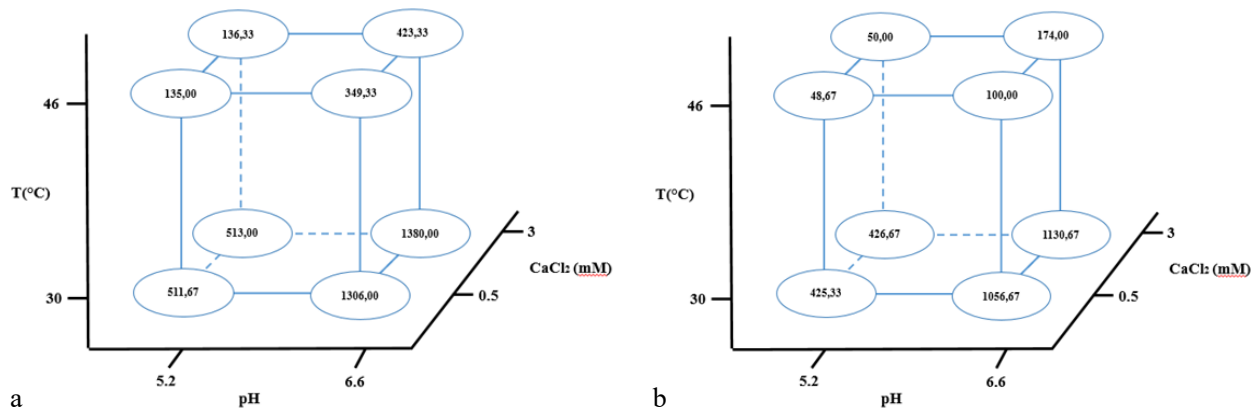 136,33 423,33
135,00 349,33
46
T(°C)
513,00 1380,00
3
CaCl₂ (mM)
511,67 1306,00
30
0.5
5.2 6.6
a
pH
50,00 174,00
48,67 100,00
46
T(°C)
426,67 1130,67
3
CaCl₂ (mM)
425,33 1056,67
30
0.5
5.2 6.6
b
pH